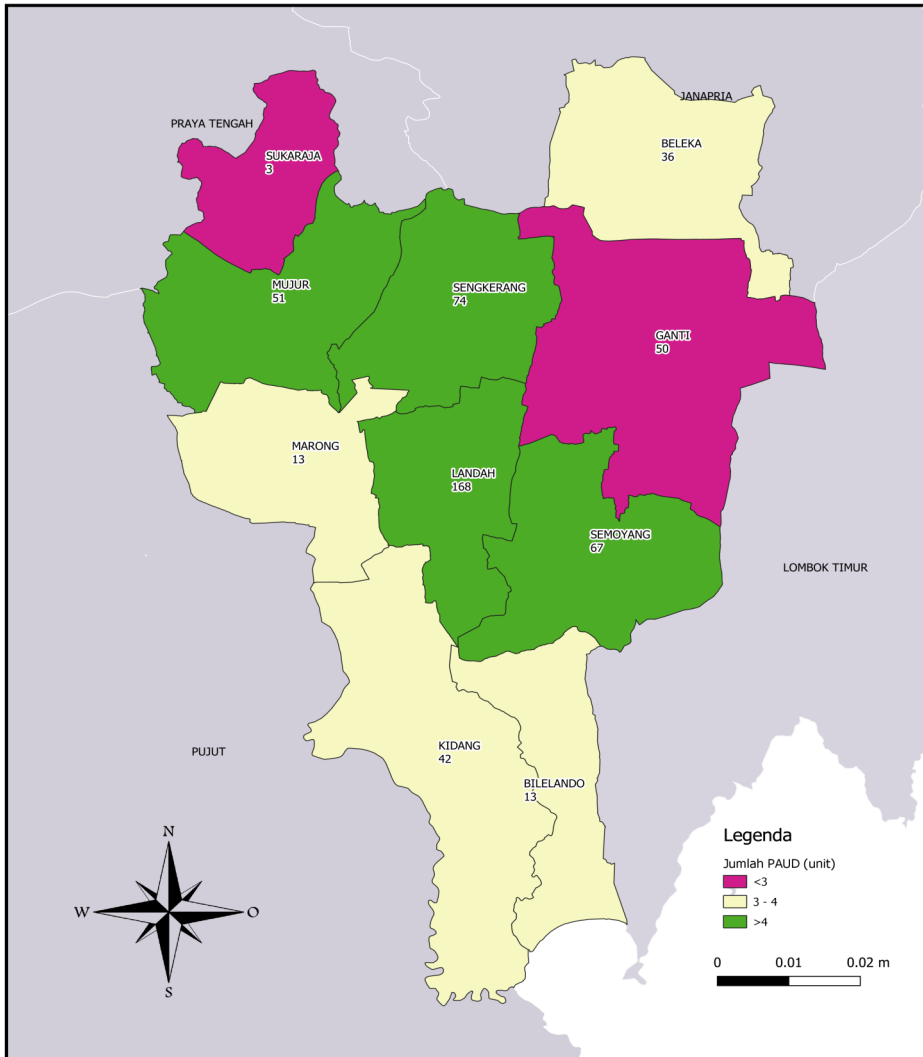 JANAPRIA
PRAYA TENGAH
BELEKA
36
SUKARAJA
3
MUJUR
51
SENGKERANG
74
GANTI
50
MARONG
13
LANDAH
168
SEMOYANG
67
LOMBOK TIMUR
PUJUT
KIDANG
42
BILELANDO
13
N
W
O
S
Legenda
Jumlah PAUD (unit)
<3
3 - 4
>4
0 0.01 0.02 m